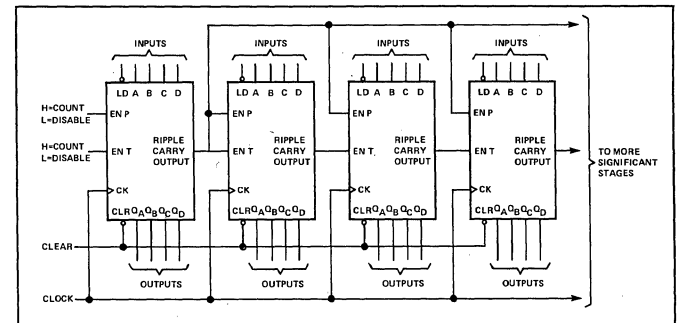 INPUTS INPUTS INPUTS INPUTS
LD A B C D LD A B C D LD A B C D LD A B C D
H=COUNT
L=DISABLE
EN P EN P EN P EN P
H=COUNT
L=DISABLE
EN T RIPPLE CARRY OUTPUT EN T RIPPLE CARRY OUTPUT EN T RIPPLE CARRY OUTPUT EN T RIPPLE CARRY OUTPUT
TO MORE
SIGNIFICANT
STAGES
CK CK CK CK
CLR QA QB QC QD CLR QA QB QC QD CLR QA QB QC QD CLR QA QB QC QD
CLEAR
OUTPUTS OUTPUTS OUTPUTS OUTPUTS
CLOCK